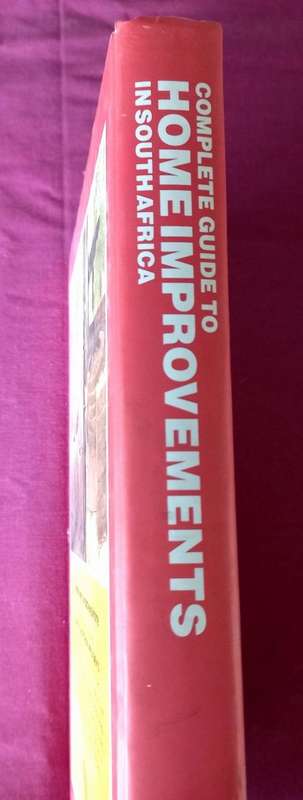 COMPLETE GUIDE TO
HOME IMPROVEMENTS
IN SOUTH AFRICA